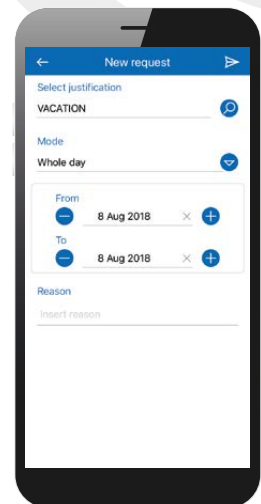 New request
Select justification
VACATION
Mode
Whole day
From
8 Aug 2018
To
8 Aug 2018
Reason
Insert reason